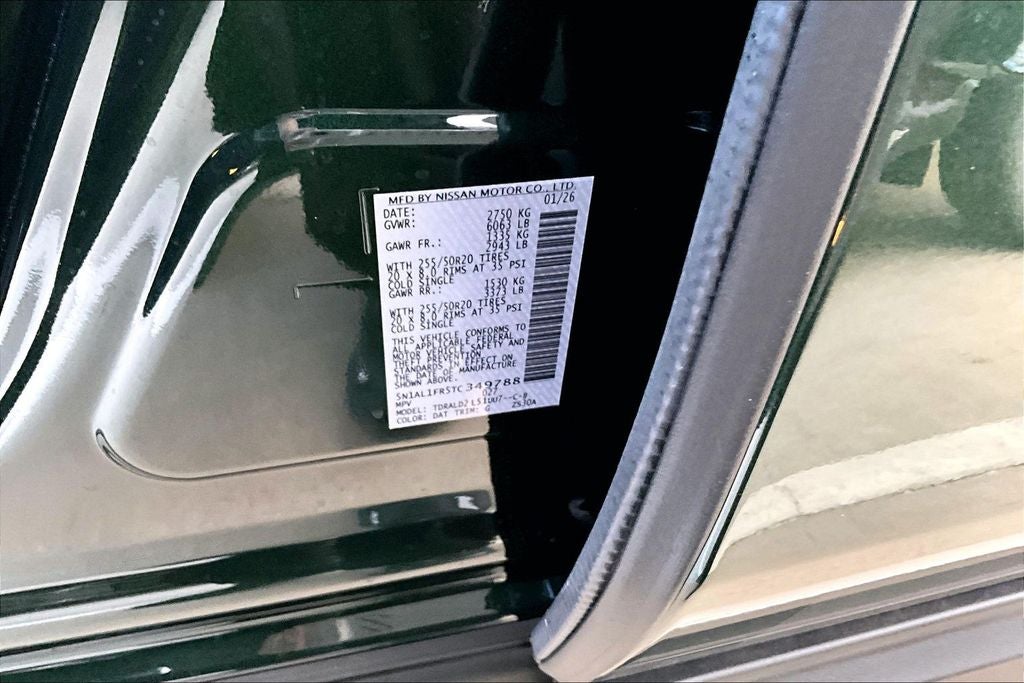 MFD BY NISSAN MOTOR CO., LTD.
DATE: 01/26
GVWR: 2750 KG
6063 LB
GAWR FR.: 1335 KG
2943 LB
WITH 255/50R20 TIRES
20 X 8.0 RIMS AT 35 PSI
COLD SINGLE
GAWR RR.: 1530 KG
3373 LB
WITH 255/50R20 TIRES
20 X 8.0 RIMS AT 35 PSI
COLD SINGLE
THIS VEHICLE CONFORMS TO
ALL APPLICABLE FEDERAL
MOTOR VEHICLE SAFETY AND
THEFT PREVENTION
STANDARDS IN EFFECT ON
THE DATE OF MANUFACTURE
SHOWN ABOVE.
5N1AL1FR5TC349788
MPV 027
MODEL:
COLOR: DAT TRIM: G Z530A